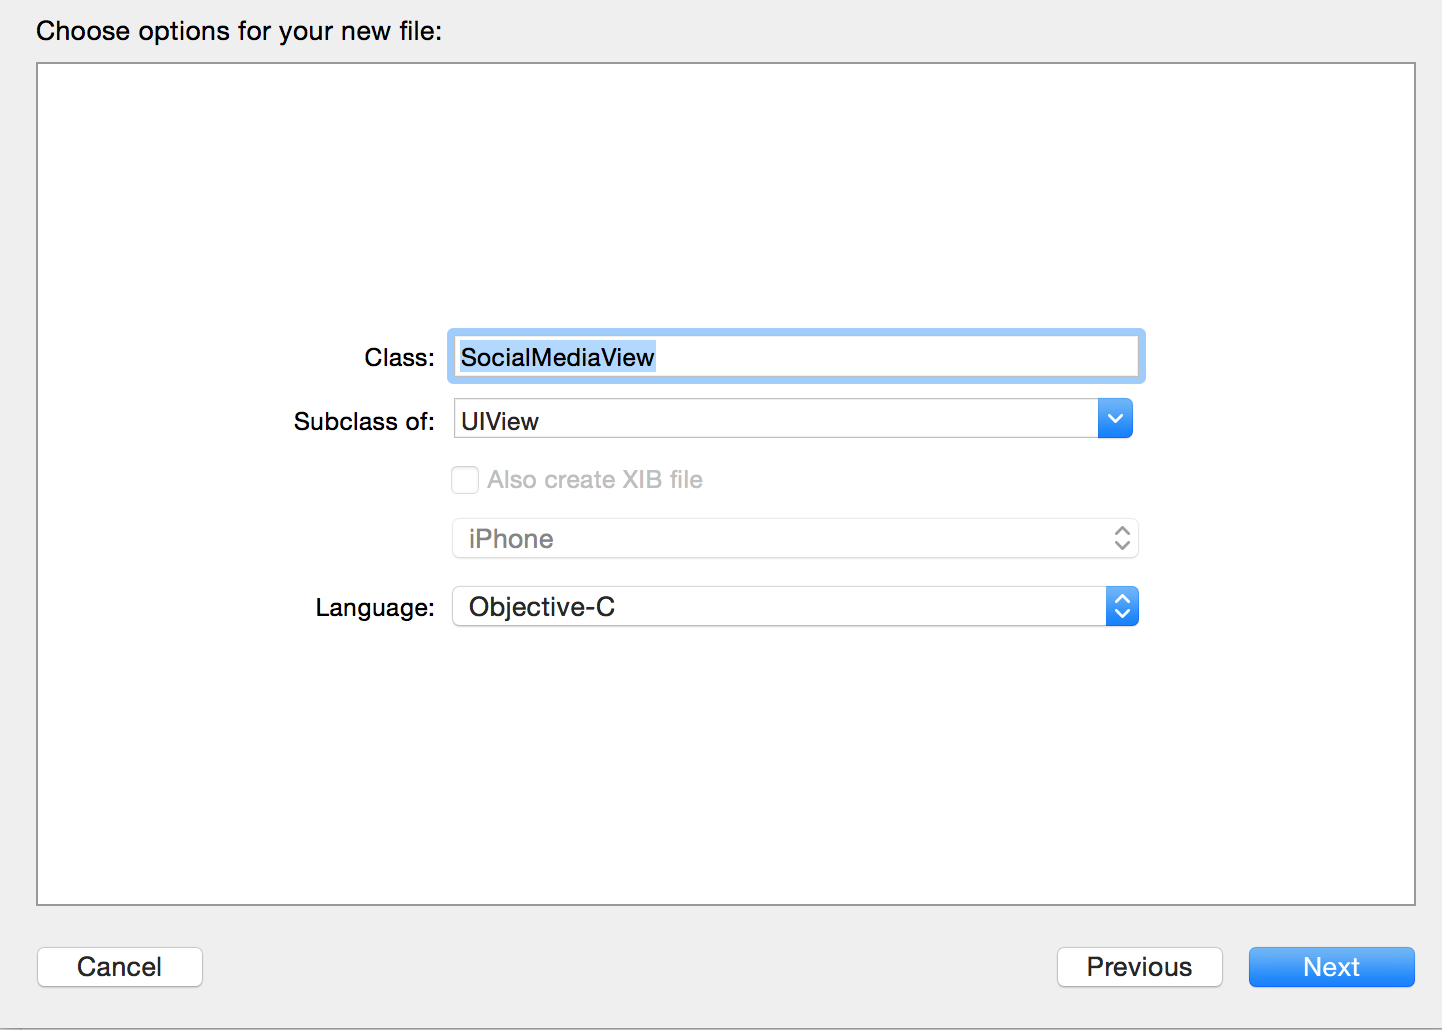 Choose options for your new file:
Class: SocialMediaView
Subclass of: UIView
Also create XIB file
iPhone
Language: Objective-C
Cancel Previous Next